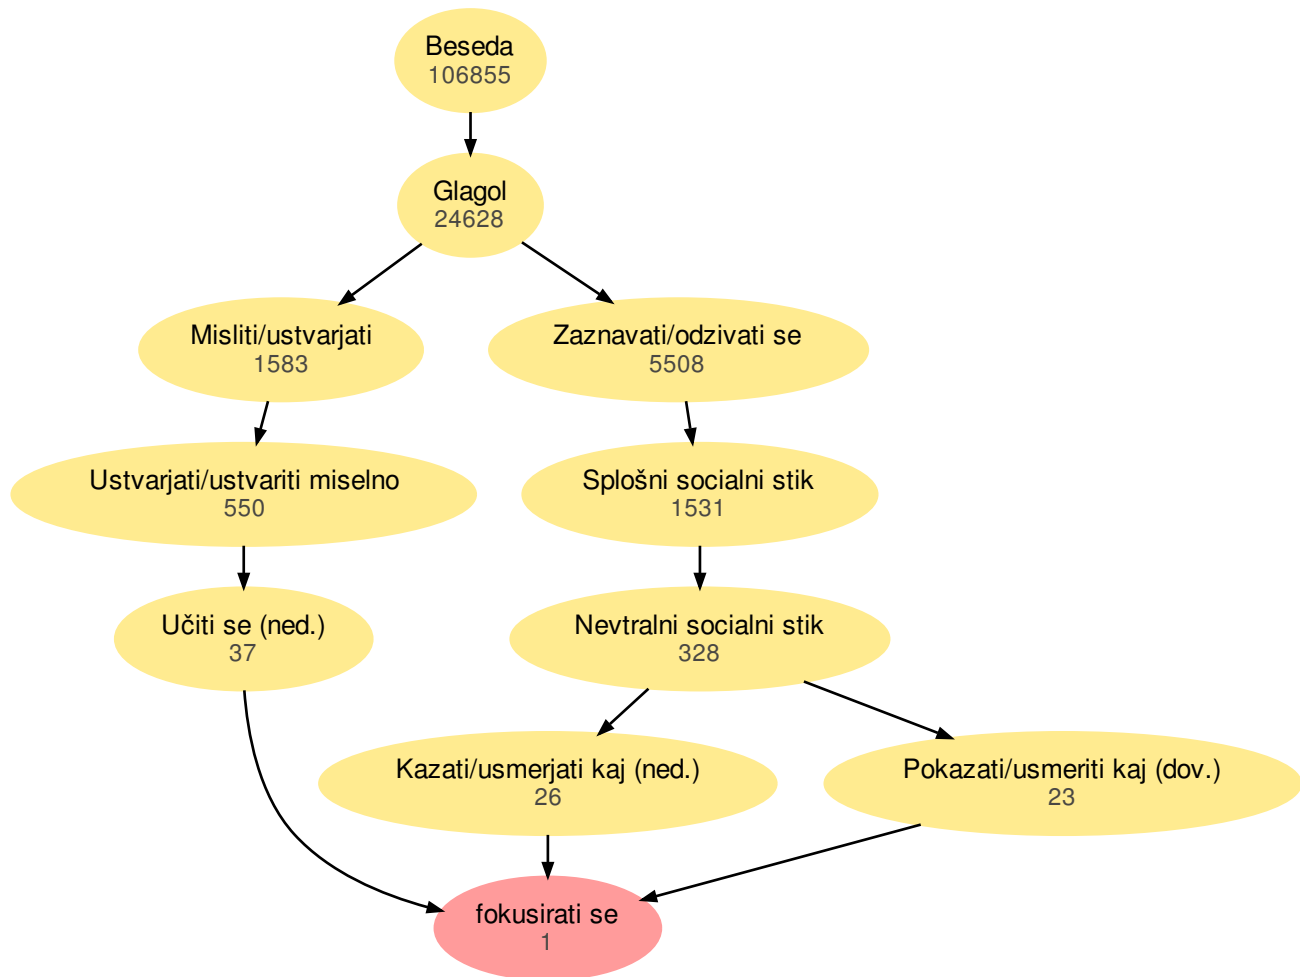 Beseda
106855
Glagol
24628
Misliti/ustvarjati
1583
Zaznavati/odzivati se
5508
Ustvarjati/ustvariti miselno
550
Splošni socialni stik
1531
Učiti se (ned.)
37
Nevtralni socialni stik
328
Kazati/usmerjati kaj (ned.)
26
Pokazati/usmeriti kaj (dov.)
23
fokusirati se
1